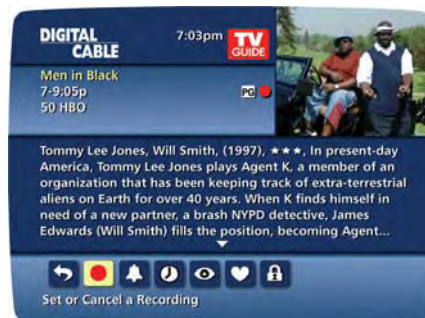 DIGITAL
CABLE
7:03pm
TV
GUIDE
Men in Black
7-9:05p
PG
50 HBO
Tommy Lee Jones, Will Smith, (1997), ★★★, In present-day
America, Tommy Lee Jones plays Agent K, a member of an
organization that has been keeping track of extra-terrestrial
aliens on Earth for over 40 years. When K finds himself in
need of a new partner, a brash NYPD detective, James
Edwards (Will Smith) fills the position, becoming Agent...
Set or Cancel a Recording